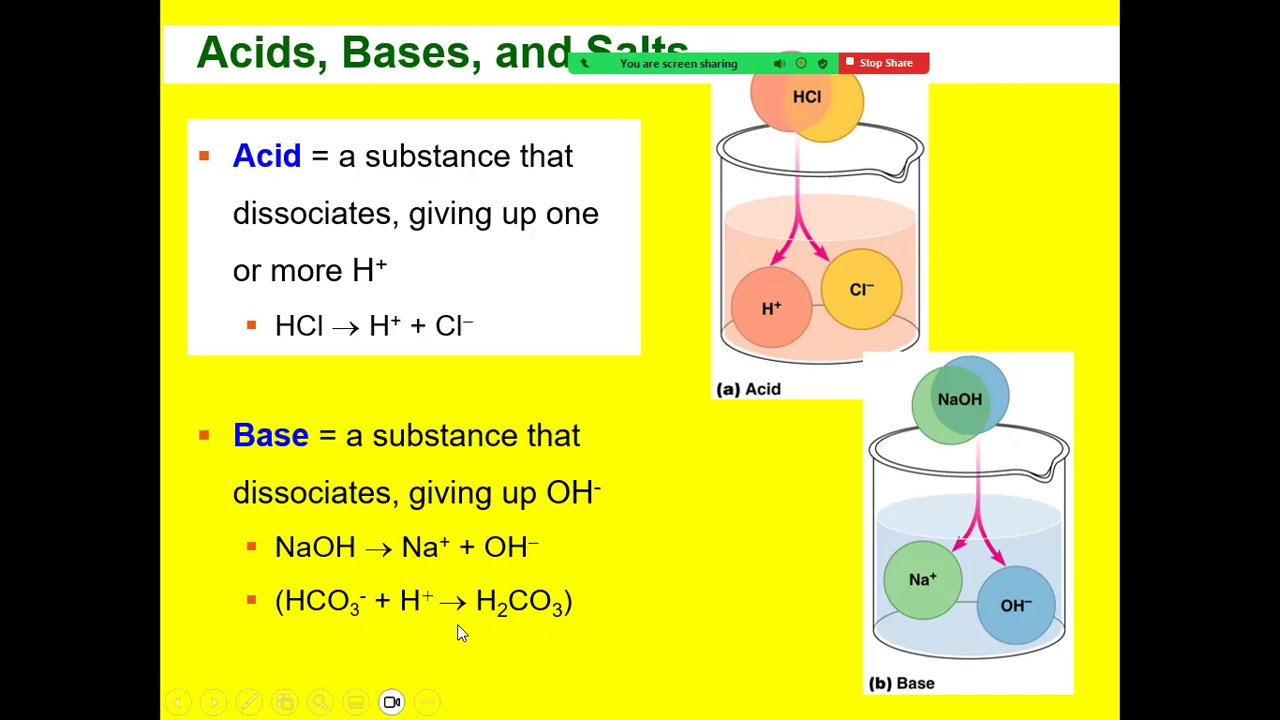 Acids, Bases, and Salts
You are screen sharing
Stop Share
Acid = a substance that
dissociates, giving up one
or more H⁺
HCl → H⁺ + Cl⁻
Base = a substance that
dissociates, giving up OH-
NaOH → Na⁺ + OH⁻
(HCO₃⁻ + H⁺ → H₂CO₃)
HCl
H⁺
Cl⁻
(a) Acid
NaOH
Na⁺
OH⁻
(b) Base